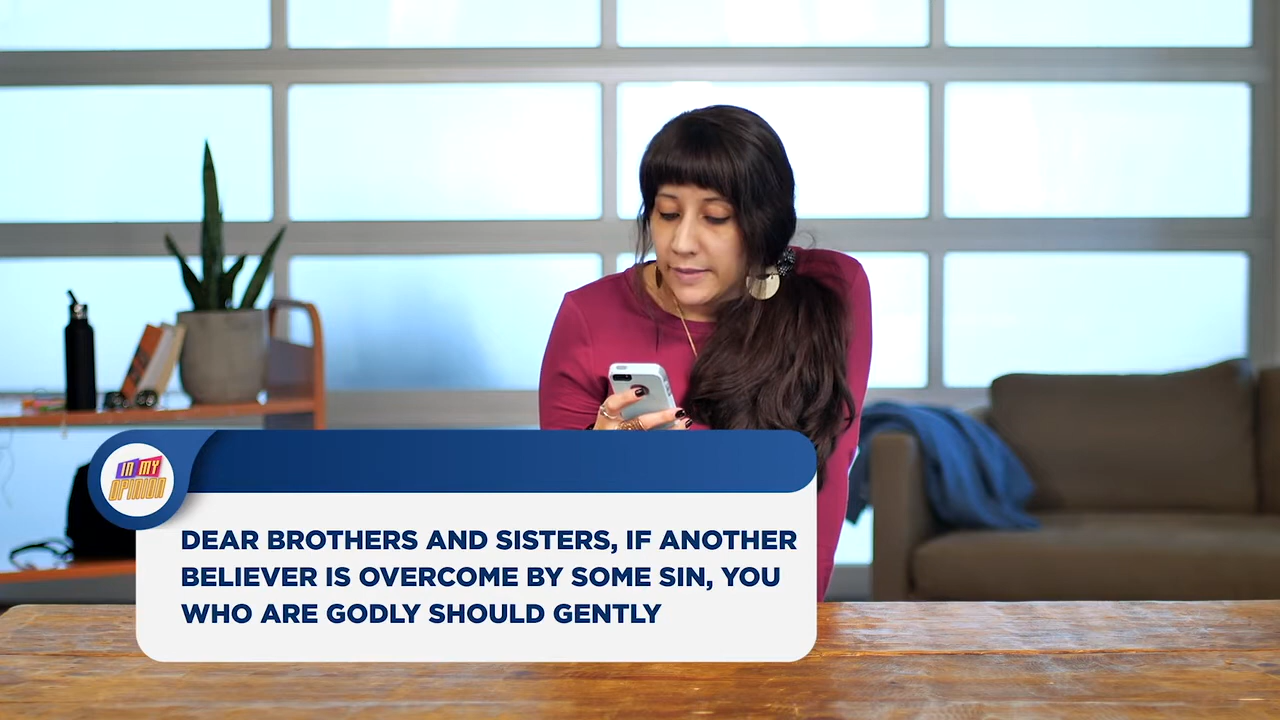 IN MY
OPINION
DEAR BROTHERS AND SISTERS, IF ANOTHER
BELIEVER IS OVERCOME BY SOME SIN, YOU
WHO ARE GODLY SHOULD GENTLY